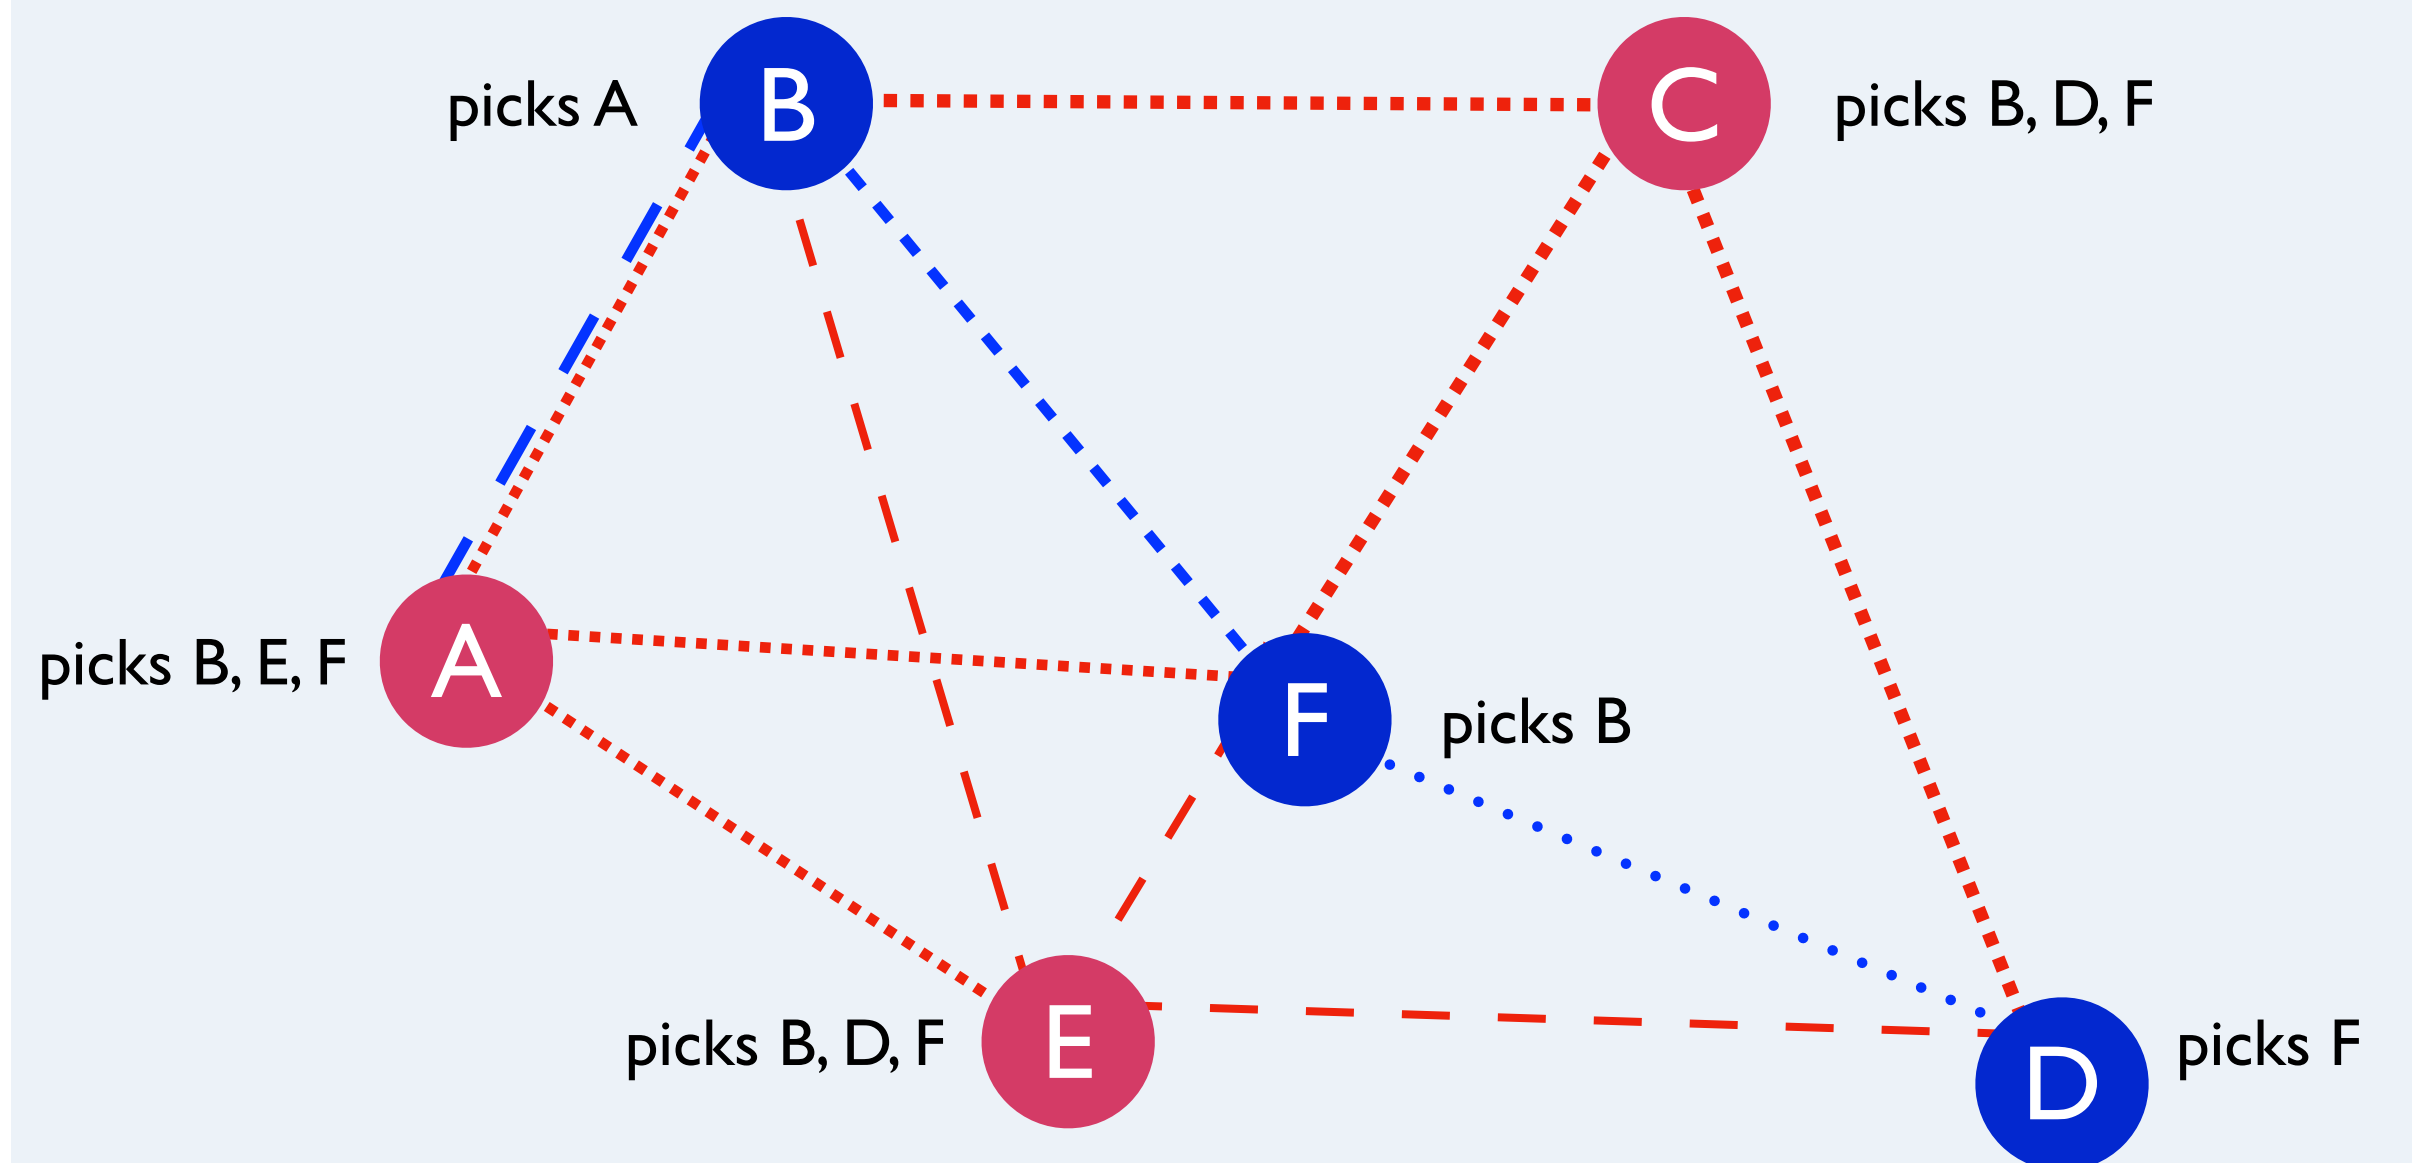 picks A
B
C
picks B, D, F
picks B, E, F
A
F
picks B
picks B, D, F
E
D
picks F